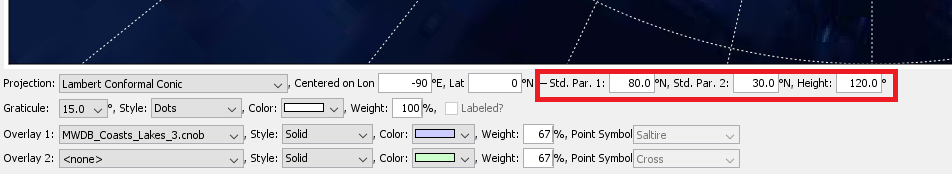 Projection: Lambert Conformal Conic , Centered on Lon -90 °E, Lat 0 °N — Std. Par. 1: 80.0 °N, Std. Par. 2: 30.0 °N, Height: 120.0 °
Graticule: 15.0 °, Style: Dots , Color: , Weight: 100 %, Labeled?
Overlay 1: MWDB_Coasts_Lakes_3.cnob , Style: Solid , Color: , Weight: 67 %, Point Symbol Saltire
Overlay 2: <none> , Style: Solid , Color: , Weight: 67 %, Point Symbol Cross